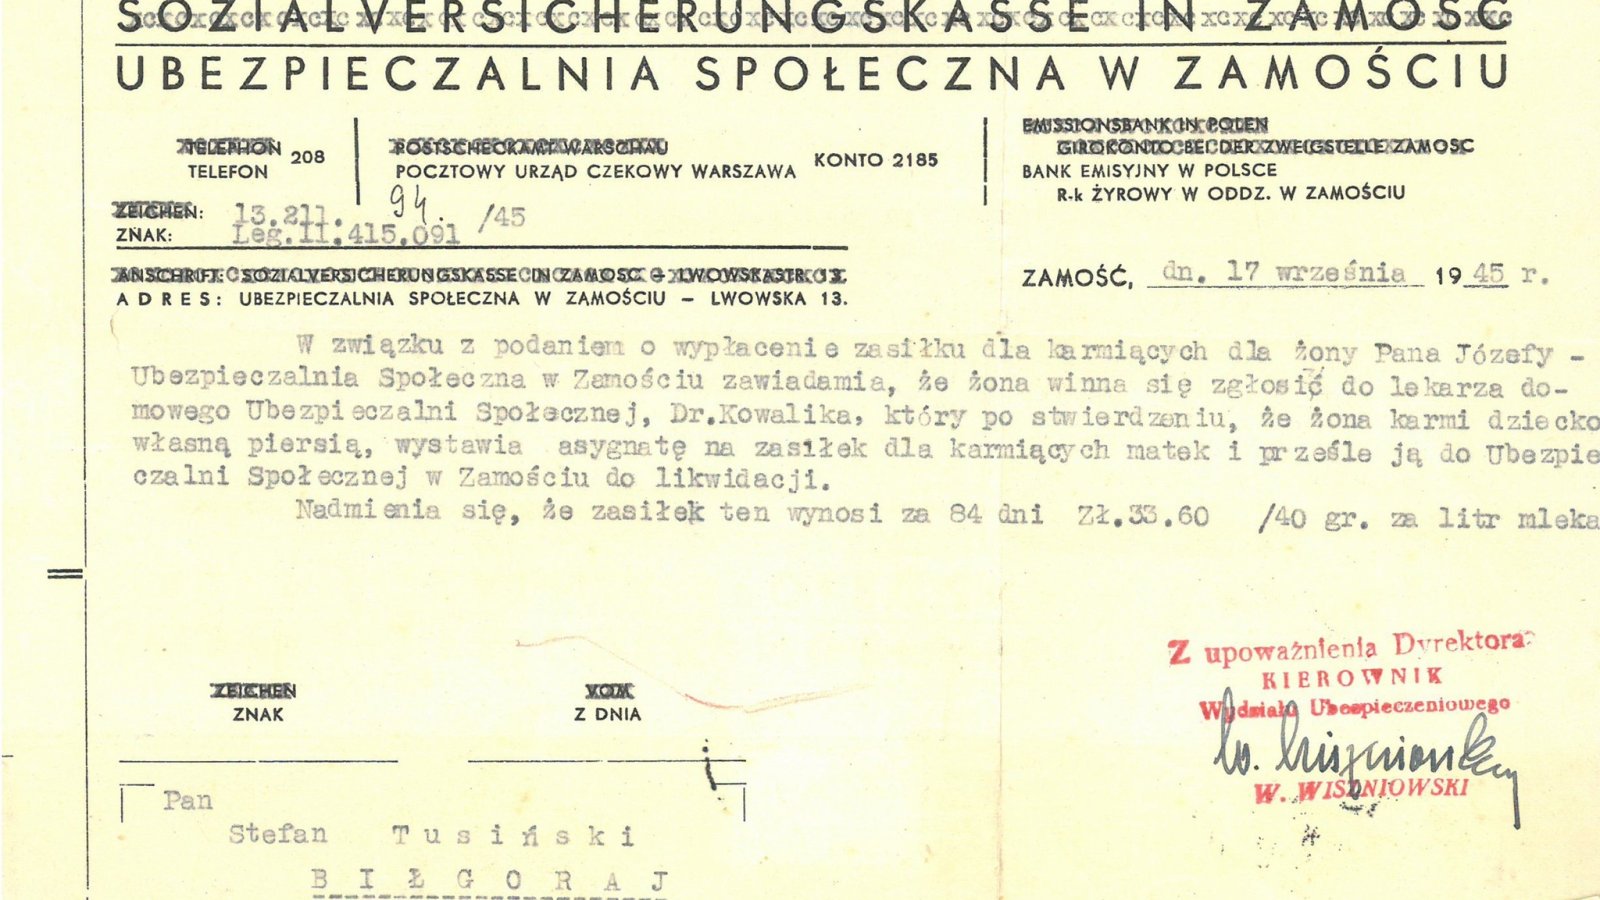 SOZIALVERSICHERUNGSKASSE IN ZAMOŚĆ
UBEZPIECZALNIA SPOŁECZNA W ZAMOŚCIU
TELEPHON
TELEFON 208
POSTSCHECKAMT WARSCHAU
POCZTOWY URZĄD CZEKOWY WARSZAWA KONTO 2185
EMISSIONSBANK IN POLEN
GIROKONTO BEI DER ZWEIGSTELLE ZAMOSC
BANK EMISYJNY W POLSCE
R-k ŻYROWY W ODDZ. W ZAMOŚCIU
ZEICHEN: 13.211. 94. /45
ZNAK: Leg.II.415.091
ANSCHRIFT: SOZIALVERSICHERUNGSKASSE IN ZAMOSC – LWOWSKASTR. 13.
ADRES: UBEZPIECZALNIA SPOŁECZNA W ZAMOŚCIU – LWOWSKA 13.
ZAMOŚĆ, dn. 17 września 1945 r.
W związku z podaniem o wypłacenie zasiłku dla karmiących dla żony Pana Józefy -
Ubezpieczalnia Społeczna w Zamościu zawiadamia, że żona winna się zgłosić do lekarza do-
mowego Ubezpieczalni Społecznej, Dr.Kowalika, który po stwierdzeniu, że żona karmi dziecko
własną piersią, wystawia asygnatę na zasiłek dla karmiących matek i prześle ją do Ubezpie
czalni Społecznej w Zamościu do likwidacji.
Nadmienia się, że zasiłek ten wynosi za 84 dni Zł.33.60 /40 gr. za litr mleka
Z upoważnienia Dyrektora
KIEROWNIK
Wydziału Ubezpieczeniowego
W. Wiszniowski
W. WISZNIOWSKI
ZEICHEN
ZNAK
VOM
Z DNIA
Pan
Stefan Tusiński
BIŁGORAJ